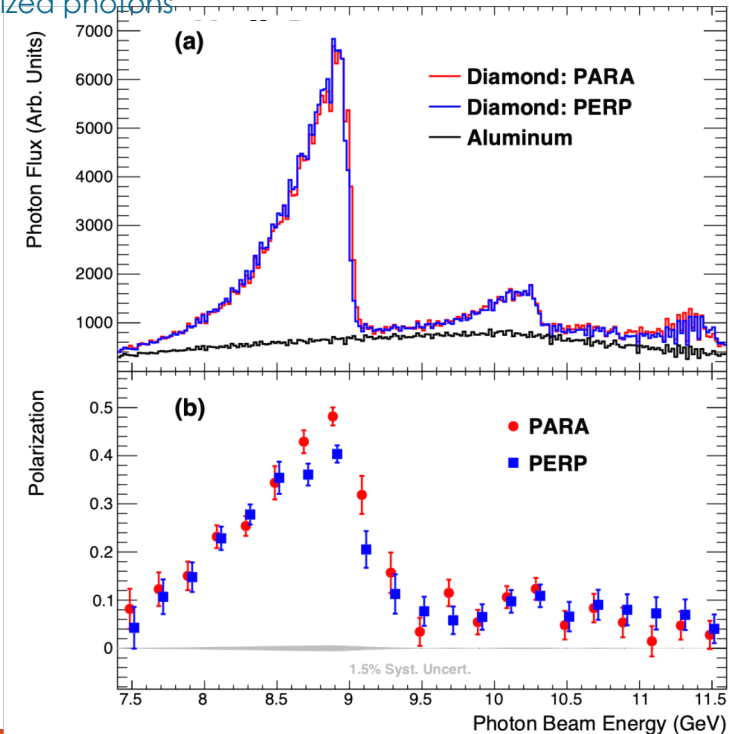 ized photons
(a)
Photon Flux (Arb. Units)
7000
6000
5000
4000
3000
2000
1000
Diamond: PARA
Diamond: PERP
Aluminum
(b)
Polarization
0.5
0.4
0.3
0.2
0.1
0
PARA
PERP
1.5% Syst. Uncert.
7.5 8 8.5 9 9.5 10 10.5 11 11.5
Photon Beam Energy (GeV)